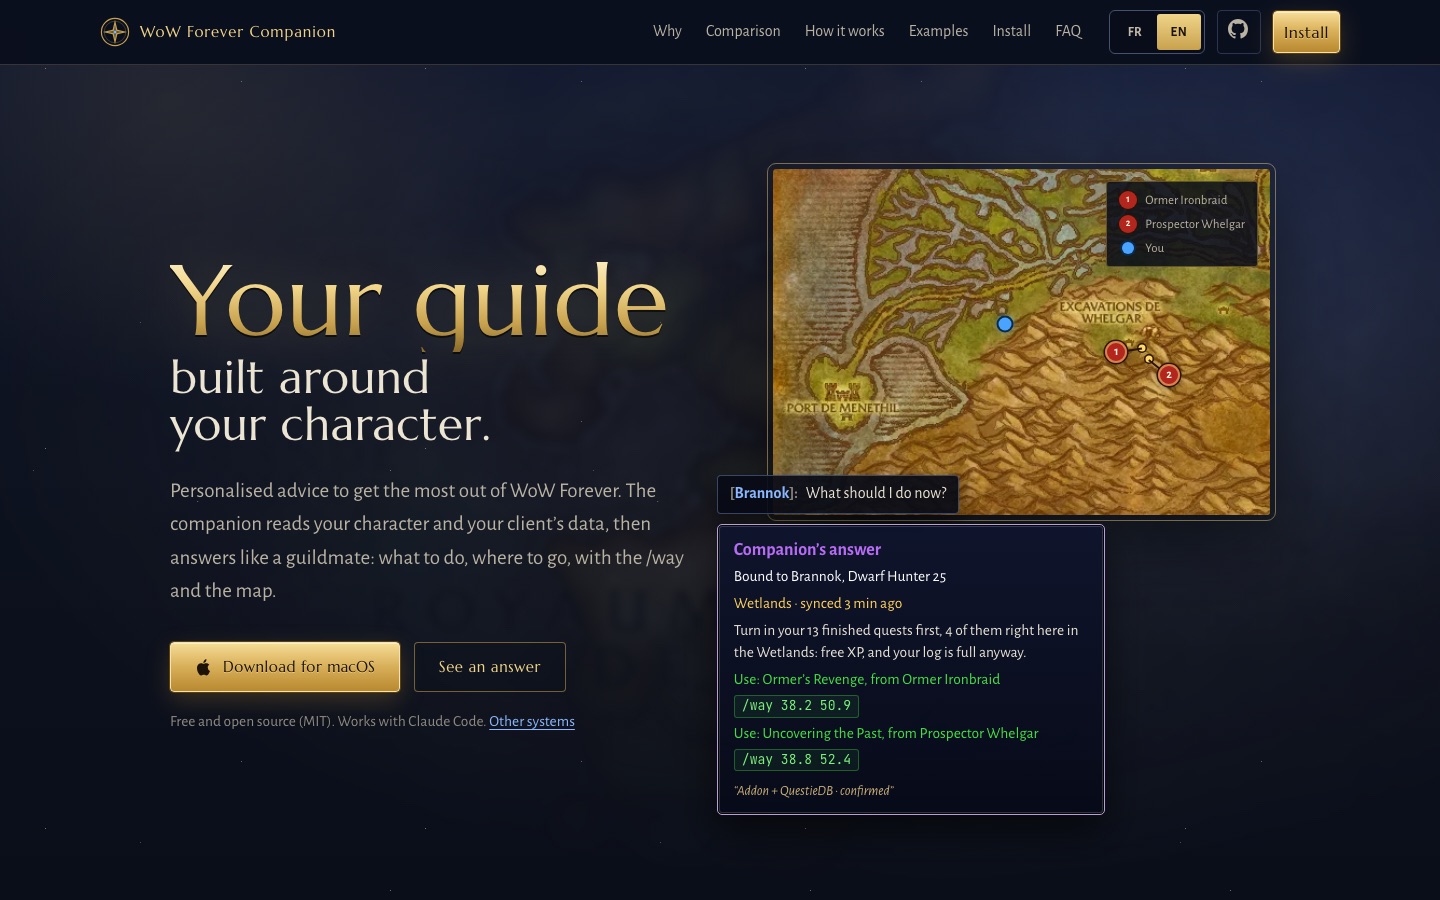 WoW Forever Companion
Why
Comparison
How it works
Examples
Install
FAQ
FR
EN
Install
Your guide
built around
your character.
Personalised advice to get the most out of WoW Forever. The
companion reads your character and your client's data, then
answers like a guildmate: what to do, where to go, with the /way
and the map.
Download for macOS
See an answer
Free and open source (MIT). Works with Claude Code. Other systems
1 Ormer Ironbraid
2 Prospector Whelgar
You
EXCAVATIONS DE
WHELGAR
1
2
PORT DE MENETHIL
[Brannok]: What should I do now?
Companion's answer
Bound to Brannok, Dwarf Hunter 25
Wetlands · synced 3 min ago
Turn in your 13 finished quests first, 4 of them right here in
the Wetlands: free XP, and your log is full anyway.
Use: Ormer's Revenge, from Ormer Ironbraid
/way 38.2 50.9
Use: Uncovering the Past, from Prospector Whelgar
/way 38.8 52.4
"Addon + QuestieDB · confirmed"